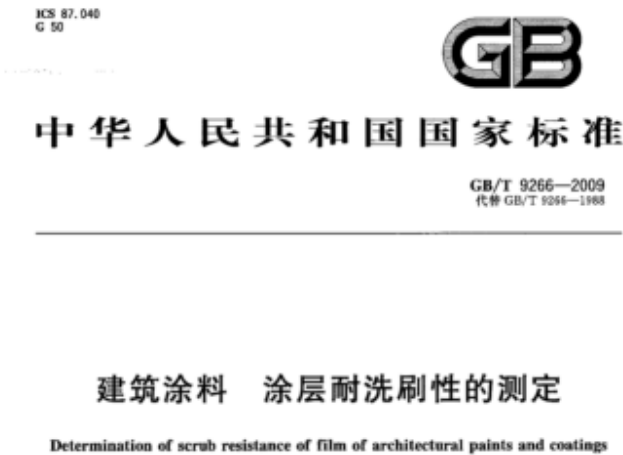 ICS 87.040
G 50
GB
中华人民共和国国家标准
GB/T 9266—2009
代替 GB/T 9266—1988
建筑涂料 涂层耐洗刷性的测定
Determination of scrub resistance of film of architectural paints and coatings